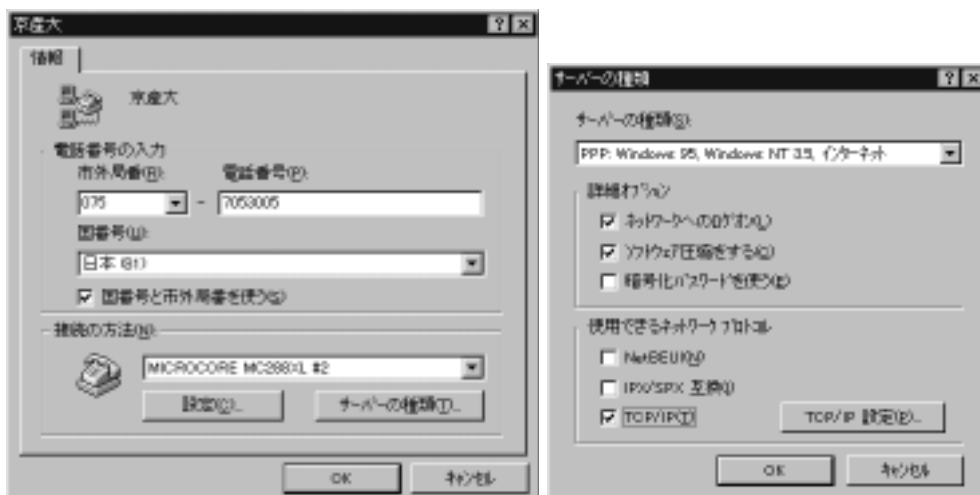 京産大
情報
京産大
電話番号の入力
市外局番(R):
電話番号(P):
075
-
7053005
国番号(U):
日本 (81)
国番号と市外局番を使う(S)
接続の方法(N):
MICROCORE MC288XL #2
設定(C)...
サーバーの種類(T)...
OK
キャンセル
サーバーの種類
サーバーの種類(S):
PPP: Windows 95, Windows NT 3.5, インターネット
詳細オプション
ネットワークへのログオン(L)
ソフトウェア圧縮をする(C)
暗号化パスワードを使う(E)
使用できるネットワーク プロトコル
NetBEUI(N)
IPX/SPX 互換(I)
TCP/IP(T)
TCP/IP 設定(P)...
OK
キャンセル